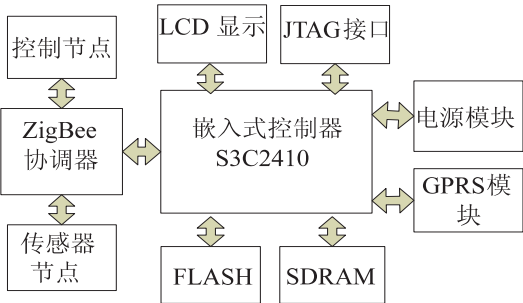 控制节点
LCD 显示
JTAG接口
ZigBee
协调器
嵌入式控制器
S3C2410
电源模块
GPRS模
块
传感器
节点
FLASH
SDRAM